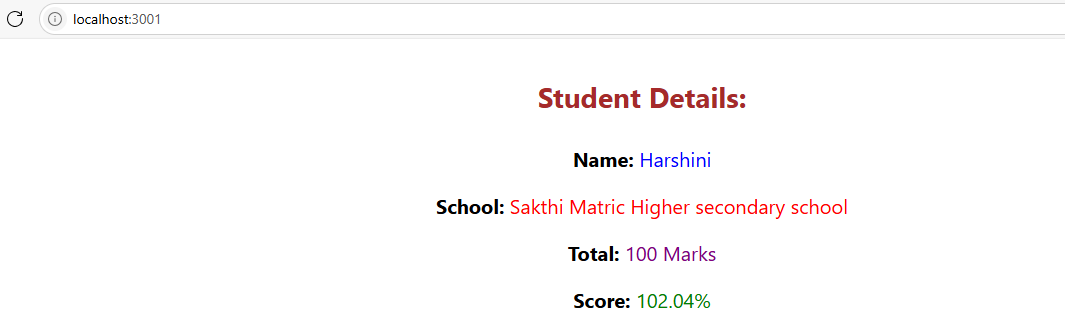 localhost:3001
Student Details:
Name: Harshini
School: Sakthi Matric Higher secondary school
Total: 100 Marks
Score: 102.04%